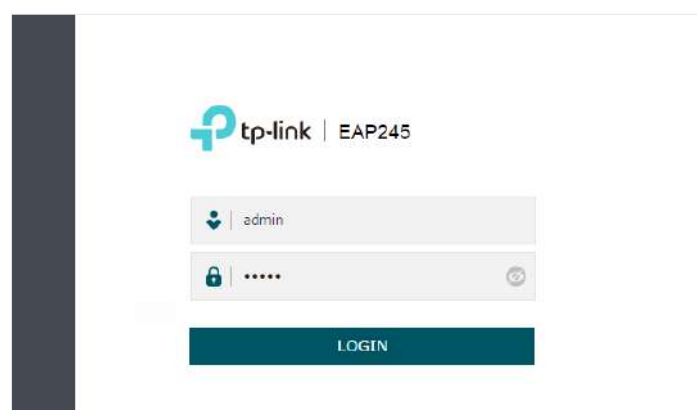 tp-link | EAP245
admin
•••••
LOGIN